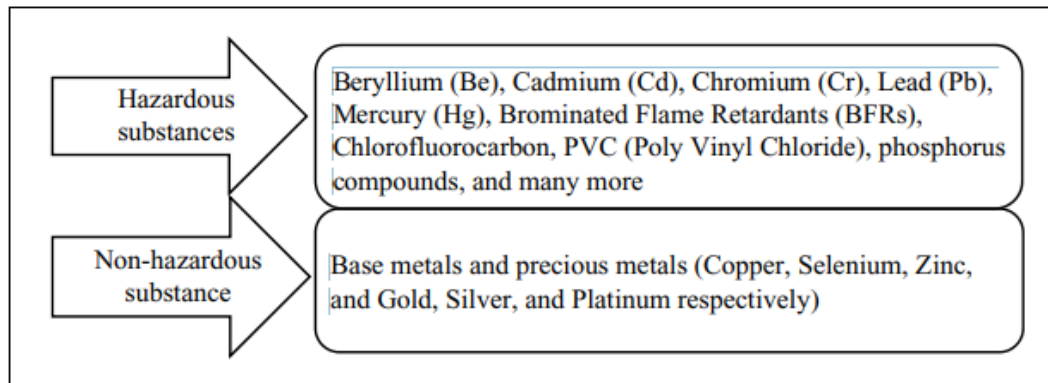 Hazardous
substances
Beryllium (Be), Cadmium (Cd), Chromium (Cr), Lead (Pb),
Mercury (Hg), Brominated Flame Retardants (BFRs),
Chlorofluorocarbon, PVC (Poly Vinyl Chloride), phosphorus
compounds, and many more
Non-hazardous
substance
Base metals and precious metals (Copper, Selenium, Zinc,
and Gold, Silver, and Platinum respectively)